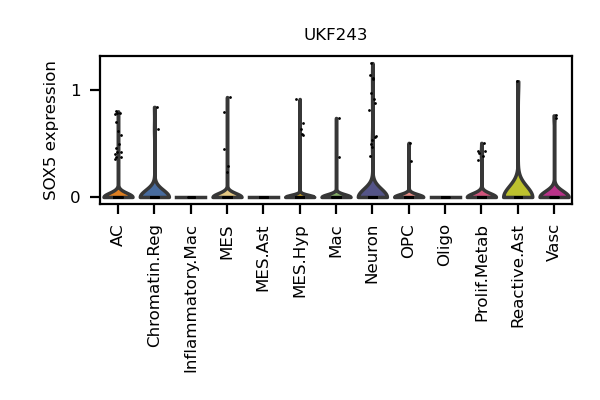 UKF243
SOX5 expression
1
0
AC
Chromatin.Reg
Inflammatory.Mac
MES
MES.Ast
MES.Hyp
Mac
Neuron
OPC
Oligo
Prolif.Metab
Reactive.Ast
Vasc